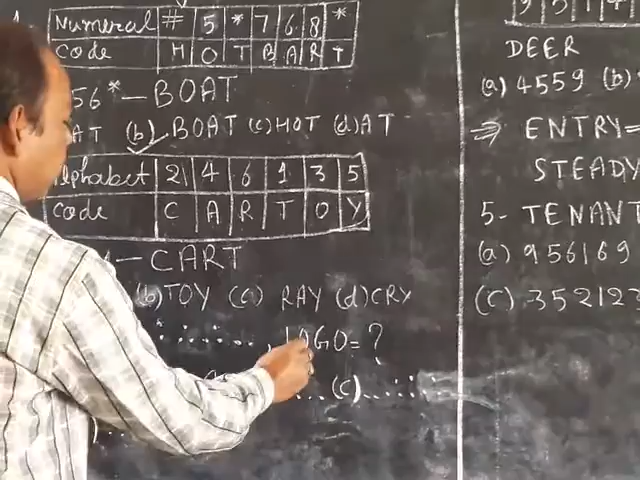 Numeral # 5 * 7 6 8 *
Code H O T B A R T
56* — BOAT
AT (b) BOAT (c) HOT (d) AT
Alphabet 2 4 6 1 3 5
Code C A R T O Y
— CART
(b) TOY (c) RAY (d) CRY
= ?
(c)
DEER
(a) 4559 (b)
⇒ ENTRY =
STEADY
5- TENANT
(a) 956169
(c) 352123